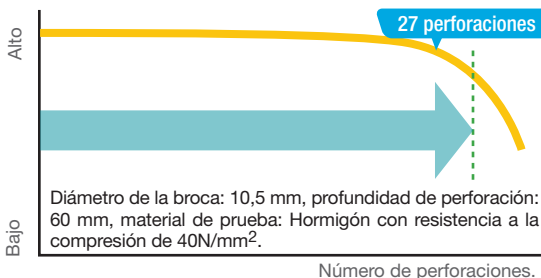 27 perforaciones
Alto
Diámetro de la broca: 10,5 mm, profundidad de perforación:
60 mm, material de prueba: Hormigón con resistencia a la
compresión de 40N/mm².
Bajo
Número de perforaciones.